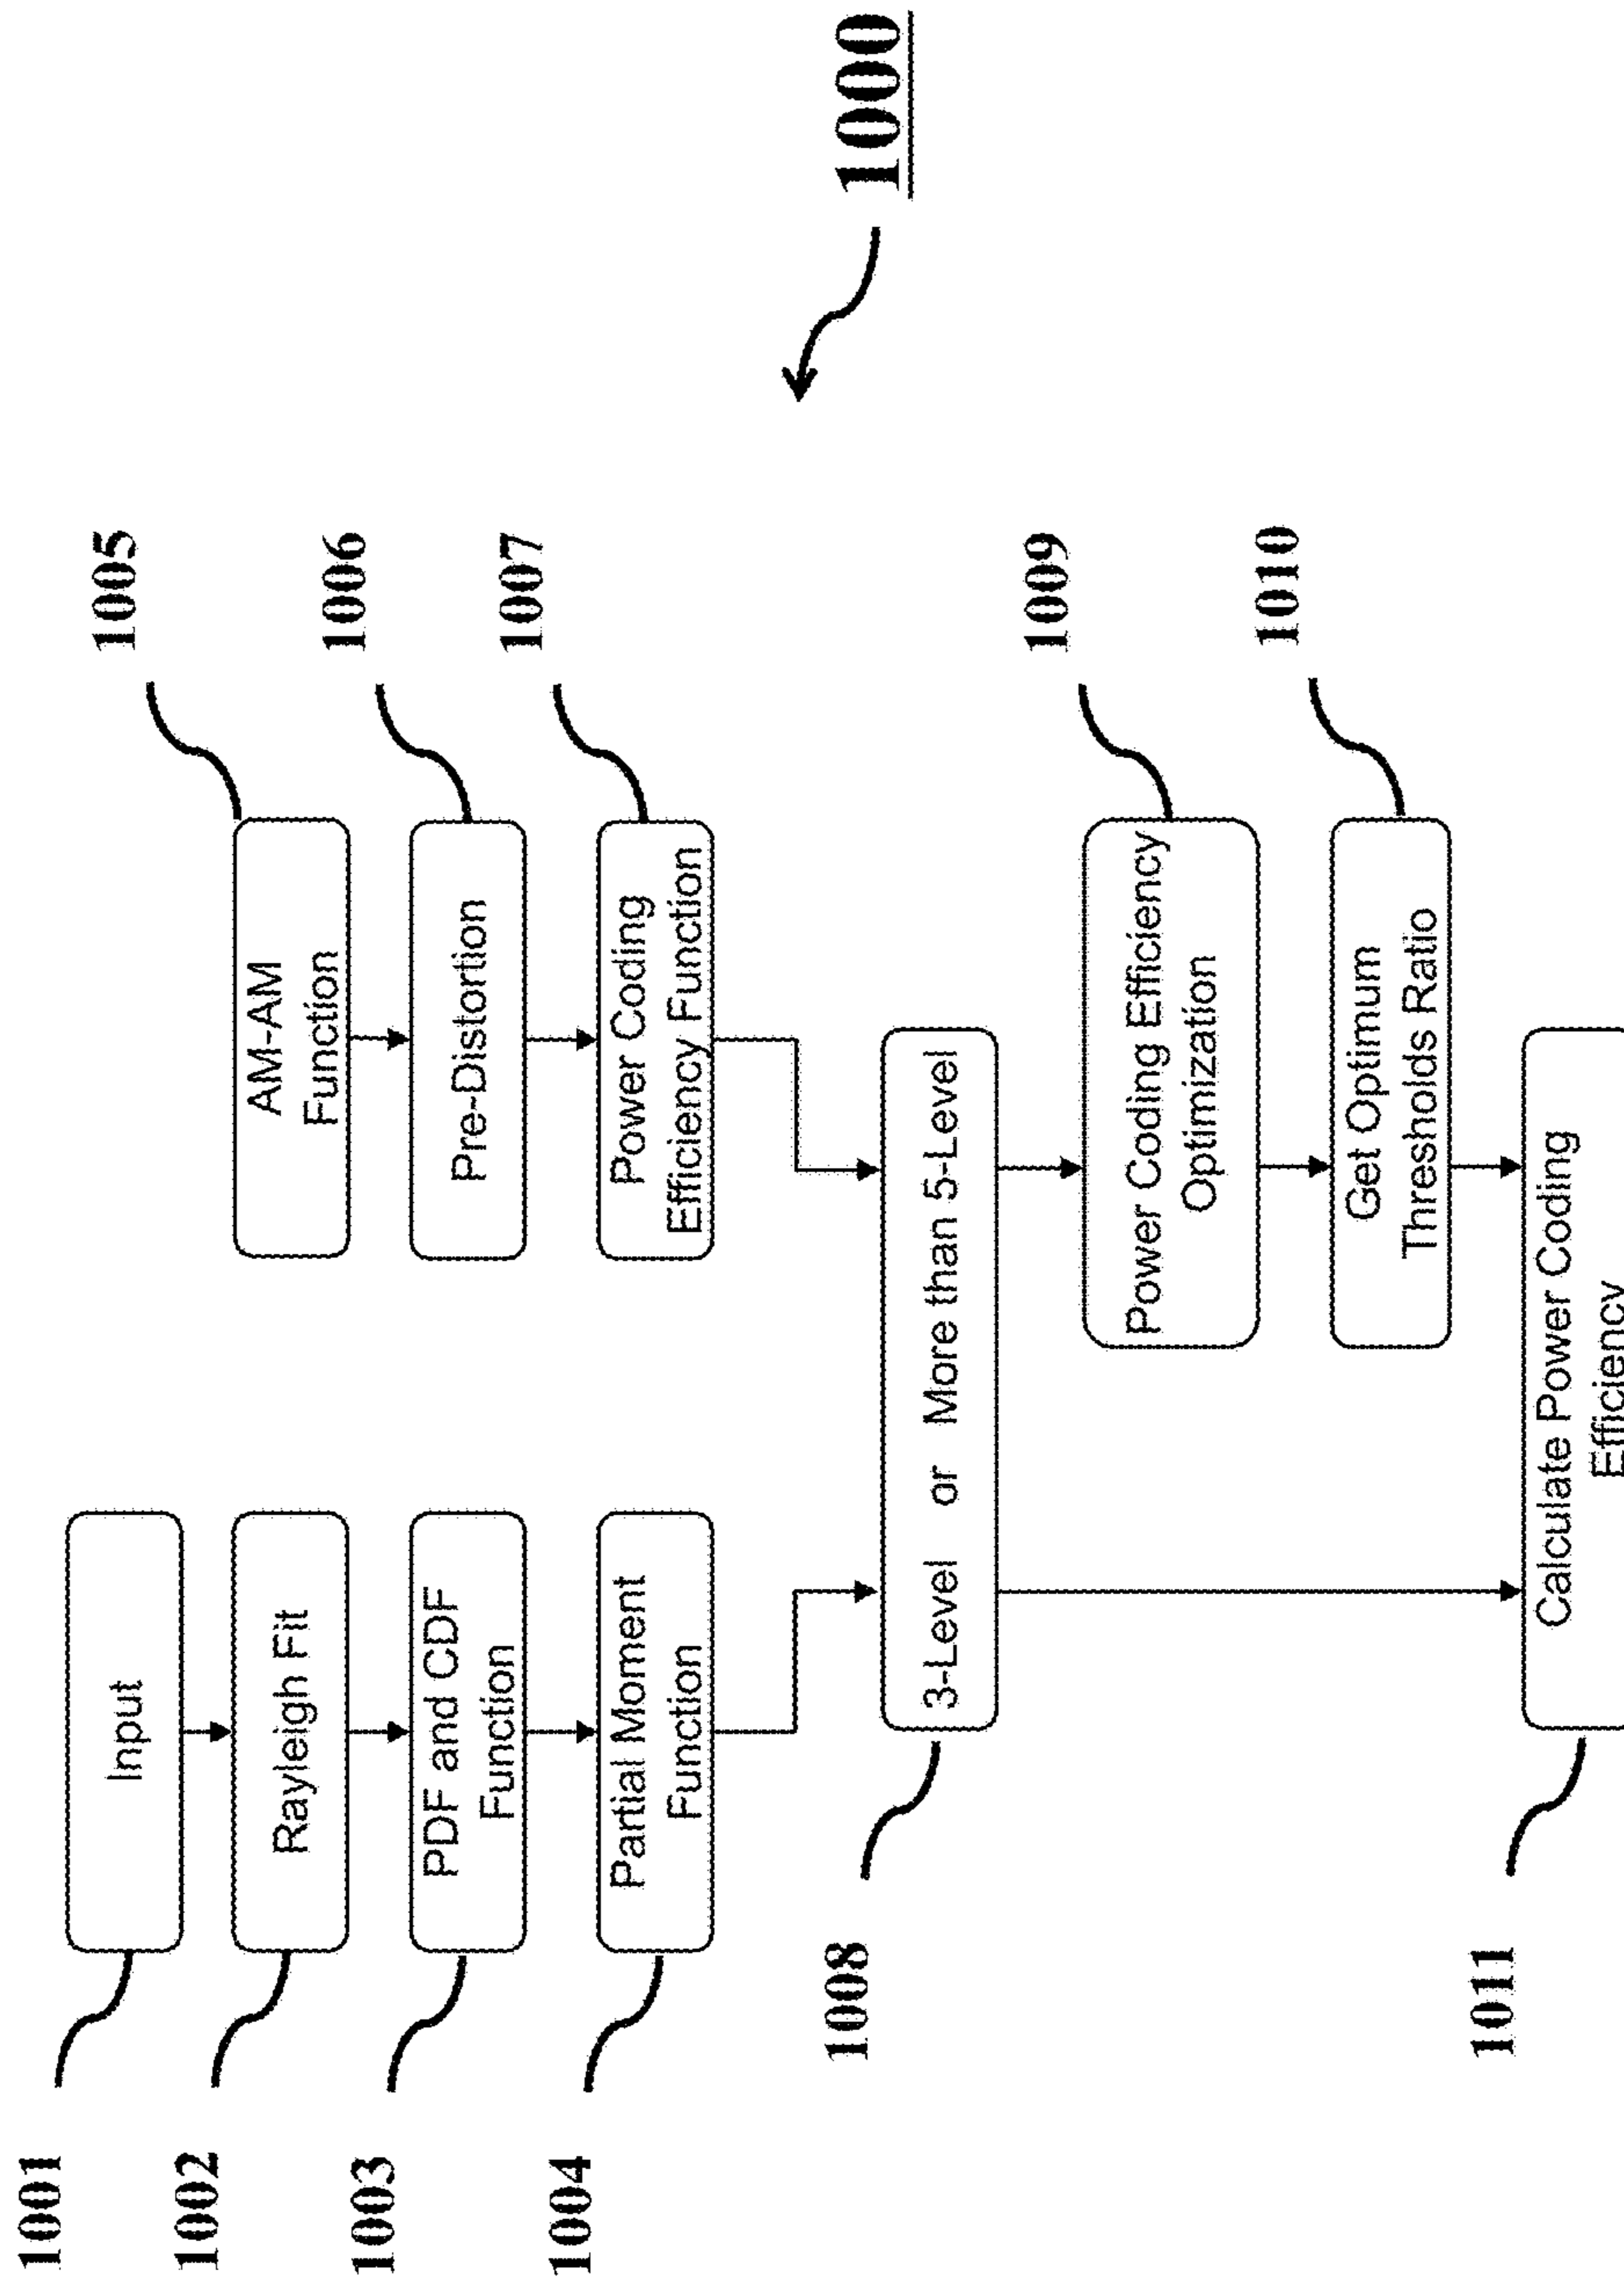 1000
1001
Input
1002
Rayleigh Fit
1003
PDF and CDF
Function
1004
Partial Moment
Function
1005
AM-AM
Function
1006
Pre-Distortion
1007
Power Coding
Efficiency Function
1008
3-Level or More than 5-Level
1009
Power Coding Efficiency
Optimization
1010
Get Optimum
Thresholds Ratio
1011
Calculate Power Coding
Efficiency